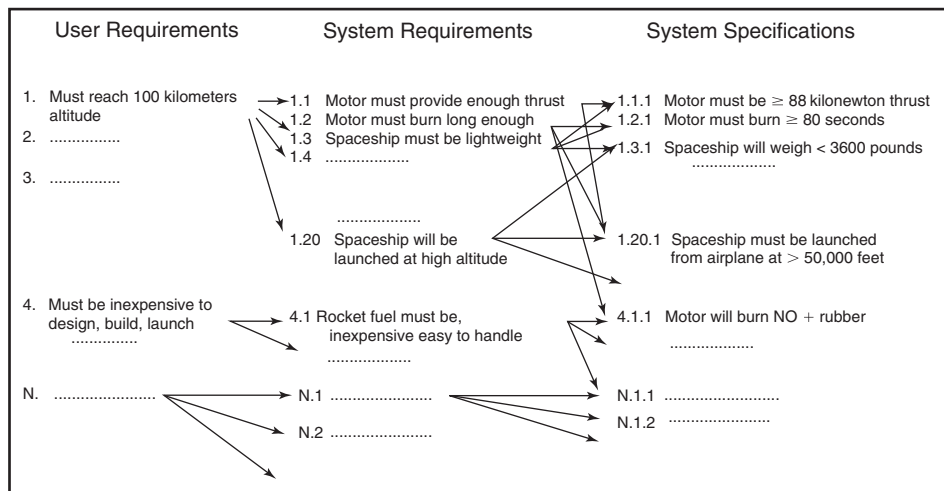 User Requirements
System Requirements
System Specifications
1. Must reach 100 kilometers
altitude
2. ................
3. ................
4. Must be inexpensive to
design, build, launch
................
N. ........................
1.1 Motor must provide enough thrust
1.2 Motor must burn long enough
1.3 Spaceship must be lightweight
1.4 ....................
....................
1.20 Spaceship will be
launched at high altitude
4.1 Rocket fuel must be,
inexpensive easy to handle
....................
N.1 ........................
N.2 ........................
1.1.1 Motor must be ≥ 88 kilonewton thrust
1.2.1 Motor must burn ≥ 80 seconds
1.3.1 Spaceship will weigh < 3600 pounds
....................
1.20.1 Spaceship must be launched
from airplane at > 50,000 feet
4.1.1 Motor will burn NO + rubber
....................
N.1.1 ...........................
N.1.2 ........................